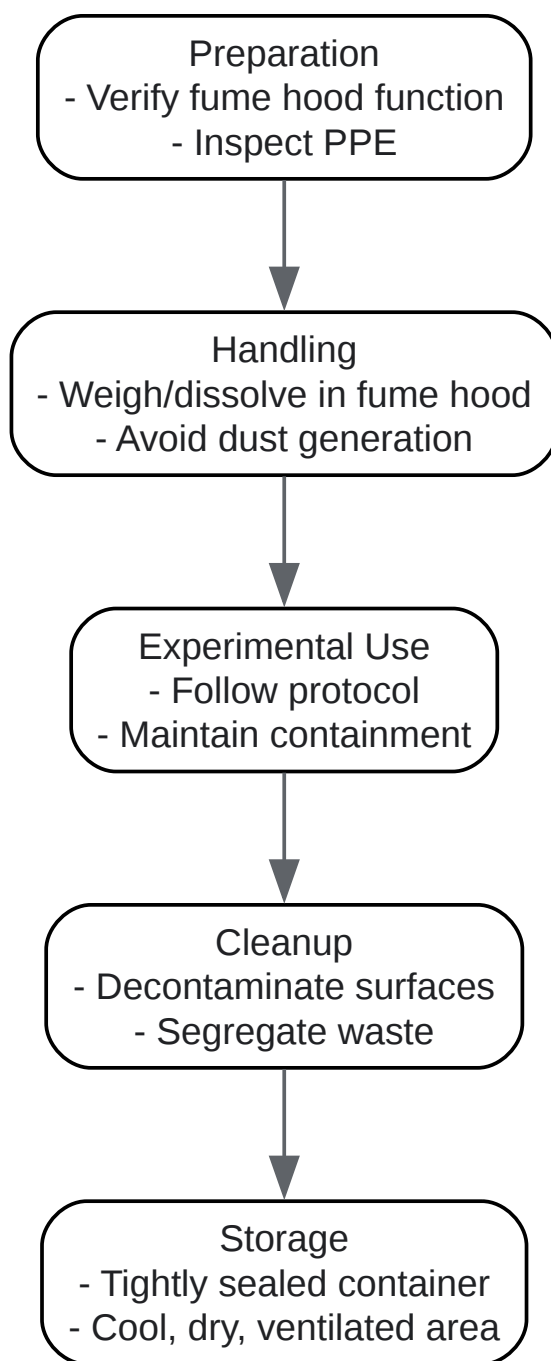 Preparation
- Verify fume hood function
- Inspect PPE
Handling
- Weigh/dissolve in fume hood
- Avoid dust generation
Experimental Use
- Follow protocol
- Maintain containment
Cleanup
- Decontaminate surfaces
- Segregate waste
Storage
- Tightly sealed container
- Cool, dry, ventilated area